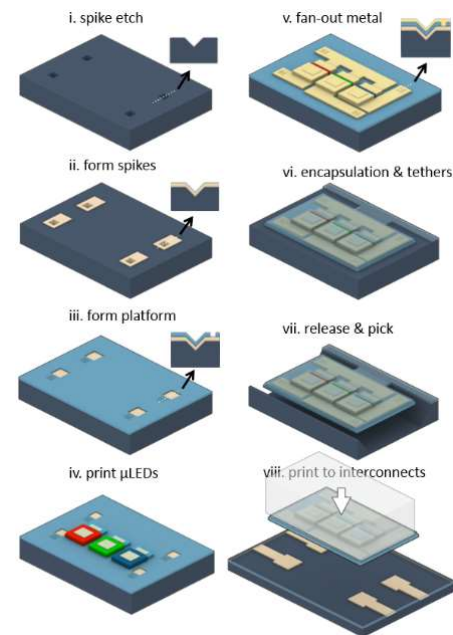 i. spike etch
ii. form spikes
iii. form platform
iv. print µLEDs
v. fan-out metal
vi. encapsulation & tethers
vii. release & pick
viii. print to interconnects